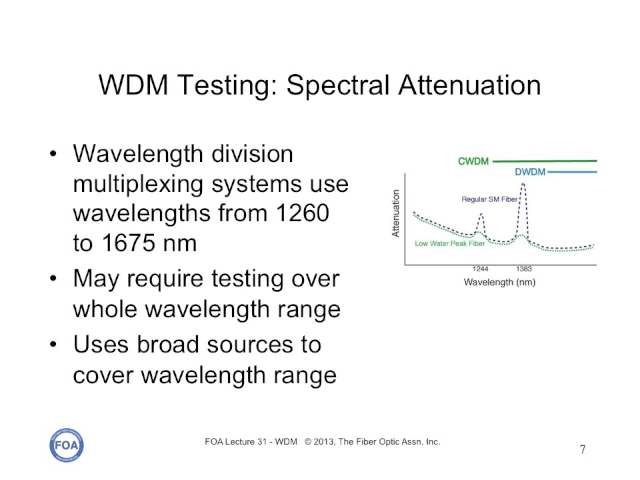 WDM Testing: Spectral Attenuation
• Wavelength division
multiplexing systems use
wavelengths from 1260
to 1675 nm
• May require testing over
whole wavelength range
• Uses broad sources to
cover wavelength range
CWDM
DWDM
Attenuation
Regular SM Fiber
Low Water Peak Fiber
1244 1383
Wavelength (nm)
FOA
FOA Lecture 31 - WDM © 2013, The Fiber Optic Assn. Inc.
7